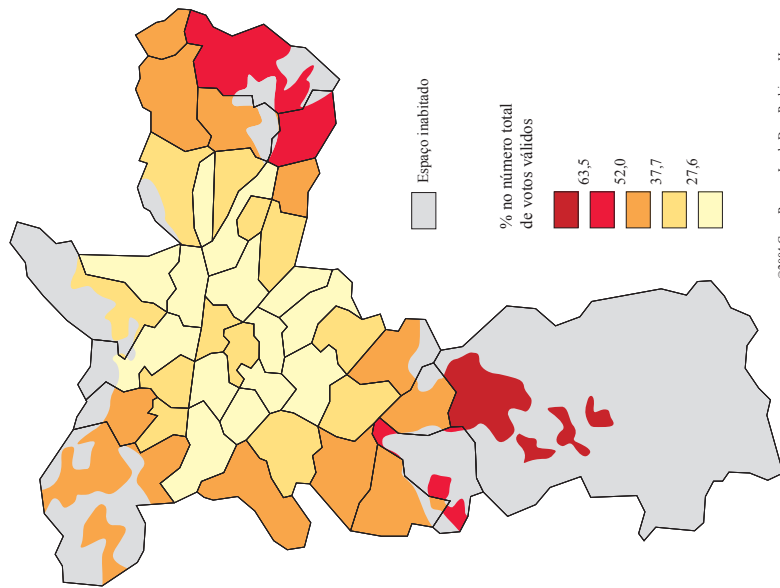 Espaço inabitado
% no número total
de votos válidos
63,5
52,0
37,7
27,6